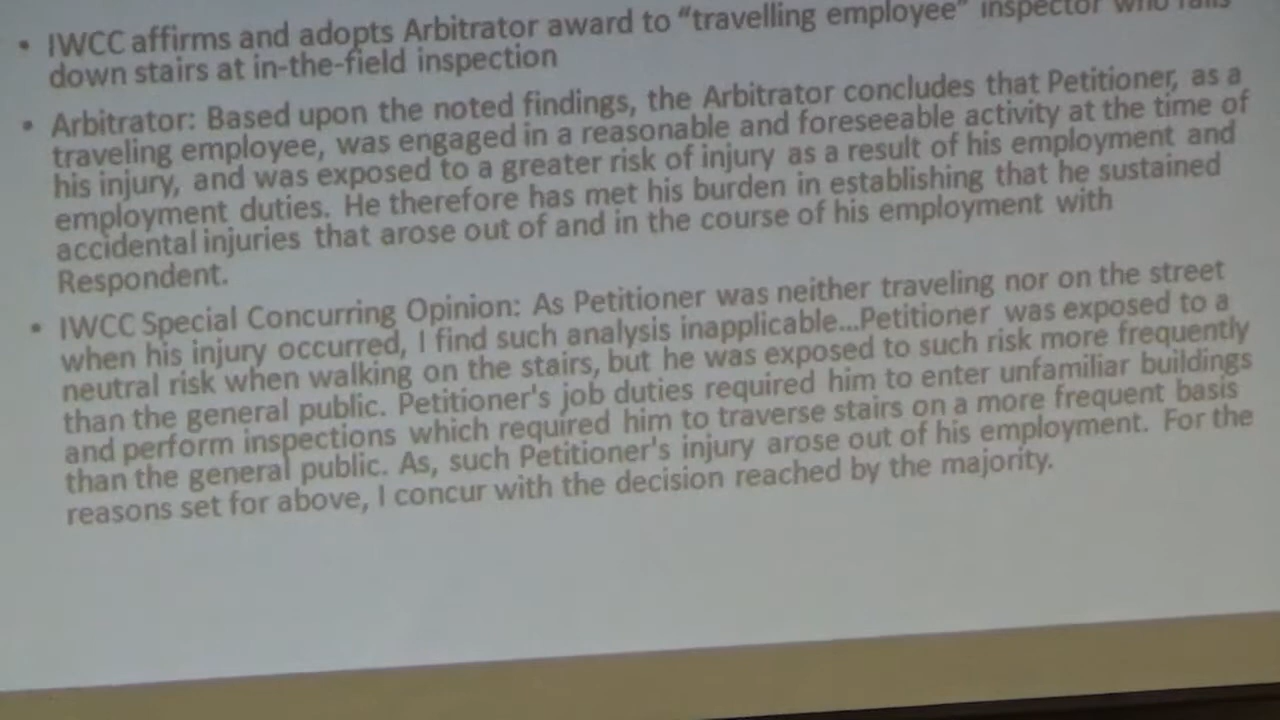 • IWCC affirms and adopts Arbitrator award to “travelling employee” inspector who falls
down stairs at in-the-field inspection
• Arbitrator: Based upon the noted findings, the Arbitrator concludes that Petitioner, as a
traveling employee, was engaged in a reasonable and foreseeable activity at the time of
his injury, and was exposed to a greater risk of injury as a result of his employment and
employment duties. He therefore has met his burden in establishing that he sustained
accidental injuries that arose out of and in the course of his employment with
Respondent.
• IWCC Special Concurring Opinion: As Petitioner was neither traveling nor on the street
when his injury occurred, I find such analysis inapplicable...Petitioner was exposed to a
neutral risk when walking on the stairs, but he was exposed to such risk more frequently
than the general public. Petitioner's job duties required him to enter unfamiliar buildings
and perform inspections which required him to traverse stairs on a more frequent basis
than the general public. As, such Petitioner's injury arose out of his employment. For the
reasons set for above, I concur with the decision reached by the majority.